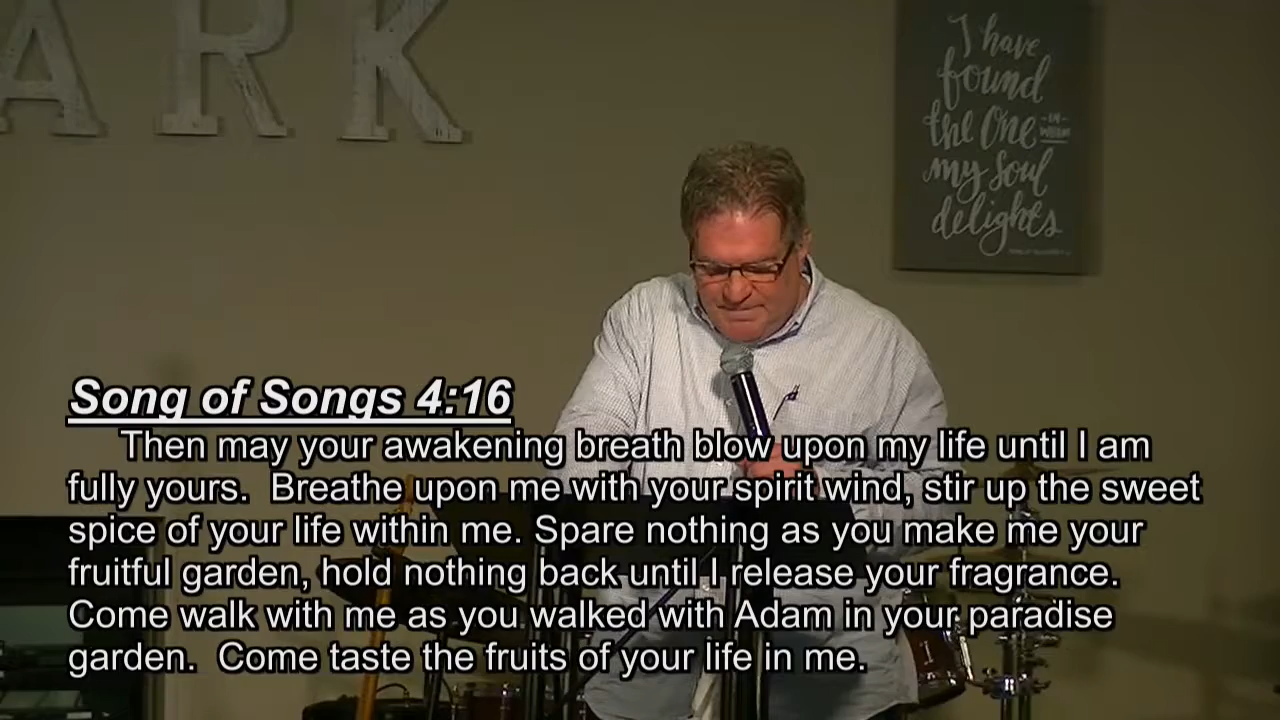 ARK
I have
found
the One -IN- WHOM
my soul
delights
Song of Songs 4:16
Then may your awakening breath blow upon my life until I am
fully yours.  Breathe upon me with your spirit wind, stir up the sweet
spice of your life within me. Spare nothing as you make me your
fruitful garden, hold nothing back until I release your fragrance.
Come walk with me as you walked with Adam in your paradise
garden.  Come taste the fruits of your life in me.